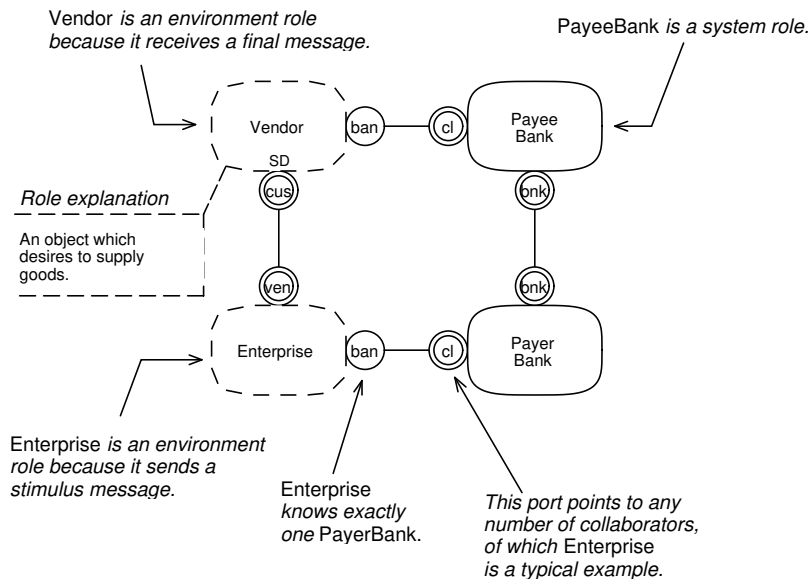 Vendor is an environment role
because it receives a final message.
PayeeBank is a system role.
Vendor
ban
cl
Payee
Bank
SD
cus
bnk
Role explanation
An object which
desires to supply
goods.
ven
bnk
Enterprise
ban
cl
Payer
Bank
Enterprise is an environment
role because it sends a
stimulus message.
Enterprise
knows exactly
one PayerBank.
This port points to any
number of collaborators,
of which Enterprise
is a typical example.